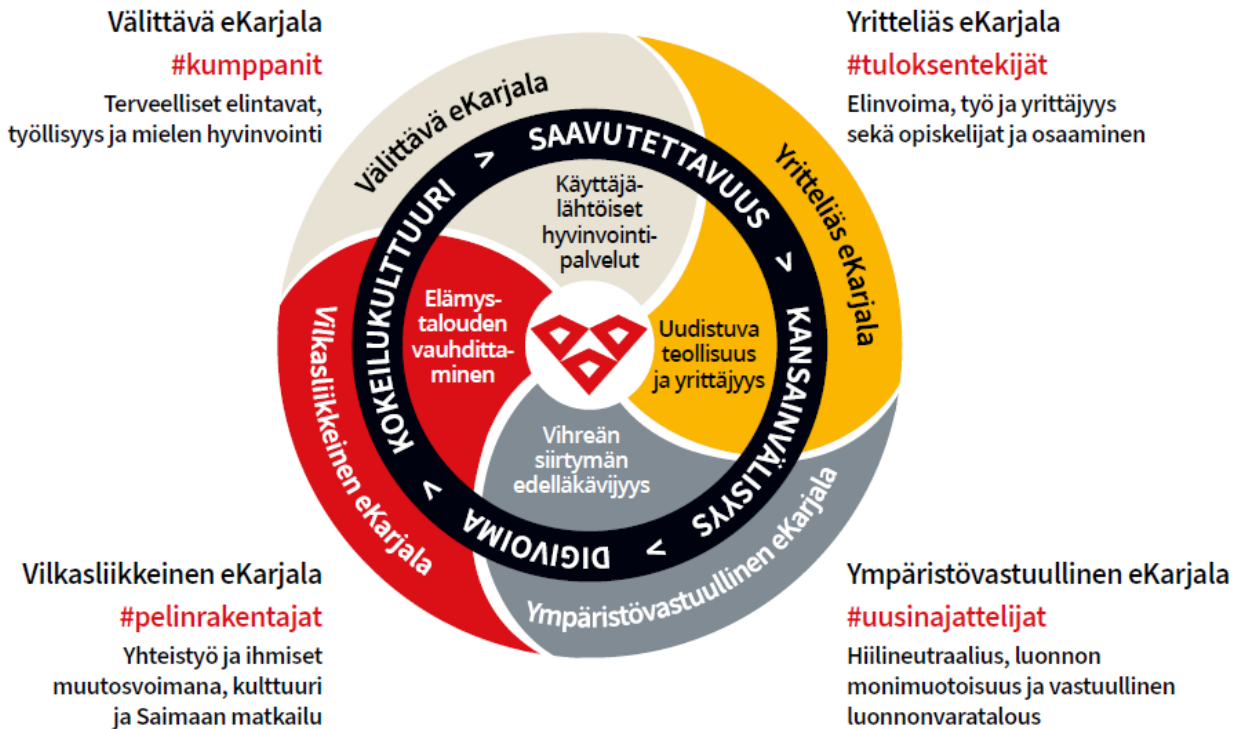 Välittävä eKarjala
#kumppanit
Terveelliset elintavat,
työllisyys ja mielen hyvinvointi
Yritteliäs eKarjala
#tuloksentekijät
Elinvoima, työ ja yrittäjyys
sekä opiskelijat ja osaaminen
Välittävä eKarjala
Yritteliäs eKarjala
Ympäristövastuullinen eKarjala
Vilkasliikkeinen eKarjala
SAAVUTETTAVUUS > KANSAINVÄLISYYS > DIGIVOIMA > KOKEILUKULTTUURI >
Käyttäjä-
lähtöiset
hyvinvointi-
palvelut
Elämys-
talouden
vauhditta-
minen
Uudistuva
teollisuus
ja yrittäjyys
Vihreän
siirtymän
edelläkävijyys
Vilkasliikkeinen eKarjala
#pelinrakentajat
Yhteistyö ja ihmiset
muutosvoimana, kulttuuri
ja Saimaan matkailu
Ympäristövastuullinen eKarjala
#uusinajattelijat
Hiilineutraalius, luonnon
monimuotoisuus ja vastuullinen
luonnonvaratalous